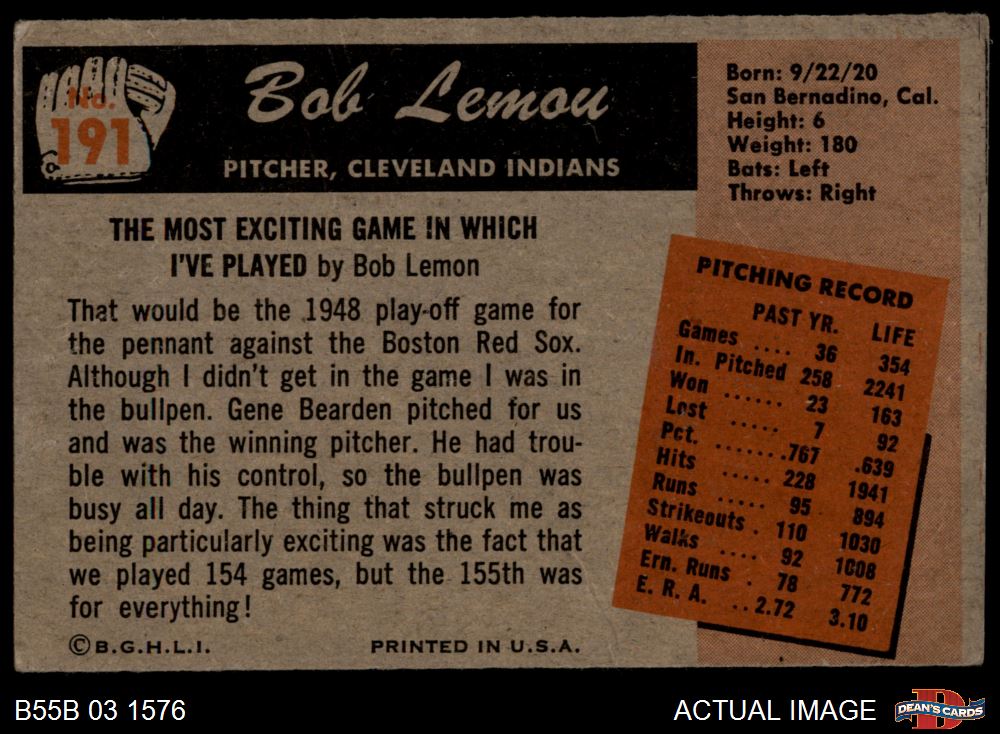 No.
191
Bob Lemon
PITCHER, CLEVELAND INDIANS
Born: 9/22/20
San Bernadino, Cal.
Height: 6
Weight: 180
Bats: Left
Throws: Right
THE MOST EXCITING GAME IN WHICH
I'VE PLAYED by Bob Lemon
That would be the 1948 play-off game for
the pennant against the Boston Red Sox.
Although I didn't get in the game I was in
the bullpen. Gene Bearden pitched for us
and was the winning pitcher. He had trou-
ble with his control, so the bullpen was
busy all day. The thing that struck me as
being particularly exciting was the fact that
we played 154 games, but the 155th was
for everything!
©B.G.H.L.I. PRINTED IN U.S.A.
PITCHING RECORD
PAST YR. LIFE
Games .... 36 354
In. Pitched 258 2241
Won ...... 23 163
Lost ..... 7 92
Pct. ...... .767 .639
Hits ..... 228 1941
Runs ..... 95 894
Strikeouts . 110 1030
Walks .... 92 1008
Ern. Runs . 78 772
E. R. A. .. 2.72 3.10
B55B 03 1576
ACTUAL IMAGE
DEAN'S CARDS